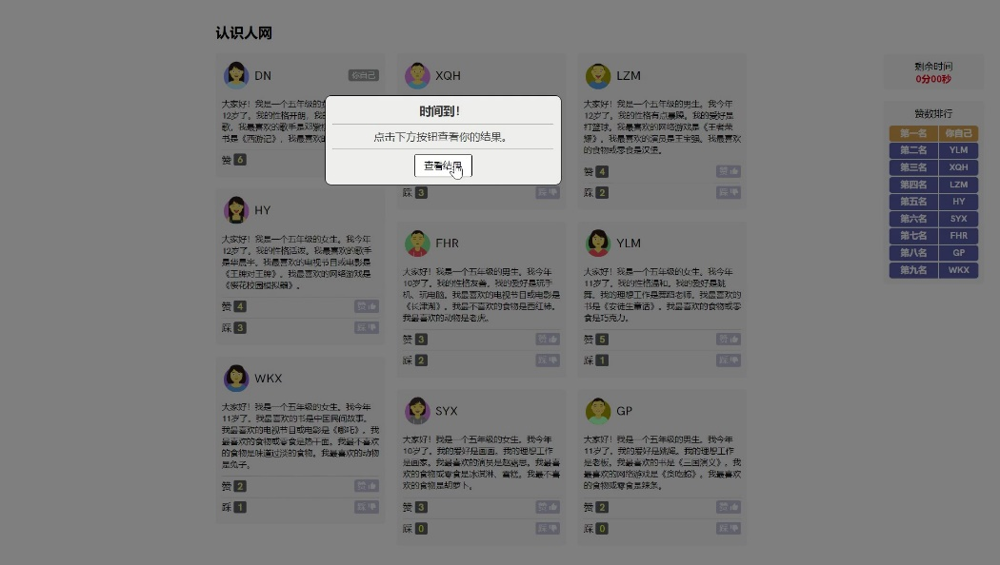 认识人网
DN
你自己
大家好！我是一个五年级的
12岁了。我的性格开朗。我
歌，我最喜欢的歌手是邓紫
书是《西游记》，我最喜欢
赞 6
HY
大家好！我是一个五年级的女生。我今年
12岁了。我的性格活泼。我最喜欢的歌手
是华晨宇。我最喜欢的电视节目或电影是
《王牌对王牌》。我最喜欢的网络游戏是
《樱花校园模拟器》。
赞 4
赞
踩 3
踩
WKX
大家好！我是一个五年级的女生。我今年
11岁了。我最喜欢的书是中国民间故事。
我最喜欢的电视节目或电影是《哪吒》。我
最喜欢的食物或零食是热干面。我最不喜欢
的食物是味道过淡的食物。我最喜欢的动物
是兔子。
赞 2
赞
踩 1
踩
XQH
时间到！
点击下方按钮查看你的结果。
查看结果
踩 3
踩
FHR
大家好！我是一个五年级的男生。我今年
10岁了。我的性格友善。我的爱好是玩手
机、玩电脑。我最喜欢的电视节目或电影是
《长津湖》。我最不喜欢的食物是西红柿。
我最喜欢的动物是老虎。
赞 3
赞
踩 2
踩
SYX
大家好！我是一个五年级的女生。我今年
10岁了。我的爱好是画画。我的理想工作
是画家。我最喜欢的演员是赵露思。我最喜
欢的食物或零食是冰淇淋、雪糕。我最不喜
欢的食物是胡萝卜。
赞 3
赞
踩 0
踩
LZM
大家好！我是一个五年级的男生。我今年
12岁了。我的性格有点暴躁。我的爱好是
打篮球。我最喜欢的网络游戏是《王者荣
耀》。我最喜欢的演员是王宝强。我最喜欢
的食物或零食是汉堡。
赞 4
赞
踩 2
踩
YLM
大家好！我是一个五年级的女生。我今年
11岁了。我的性格温和。我的爱好是跳
舞。我的理想工作是舞蹈老师。我最喜欢的
书是《安徒生童话》。我最喜欢的食物或零
食是巧克力。
赞 5
赞
踩 1
踩
GP
大家好！我是一个五年级的男生。我今年
11岁了。我的爱好是跳绳。我的理想工作
是老板。我最喜欢的书是《三国演义》。我
最喜欢的网络游戏是《贪吃蛇》。我最喜欢
的食物或零食是辣条。
赞 2
赞
踩 0
踩
剩余时间
0分00秒
赞数排行
第一名 你自己
第二名 YLM
第三名 XQH
第四名 LZM
第五名 HY
第六名 SYX
第七名 FHR
第八名 GP
第九名 WKX